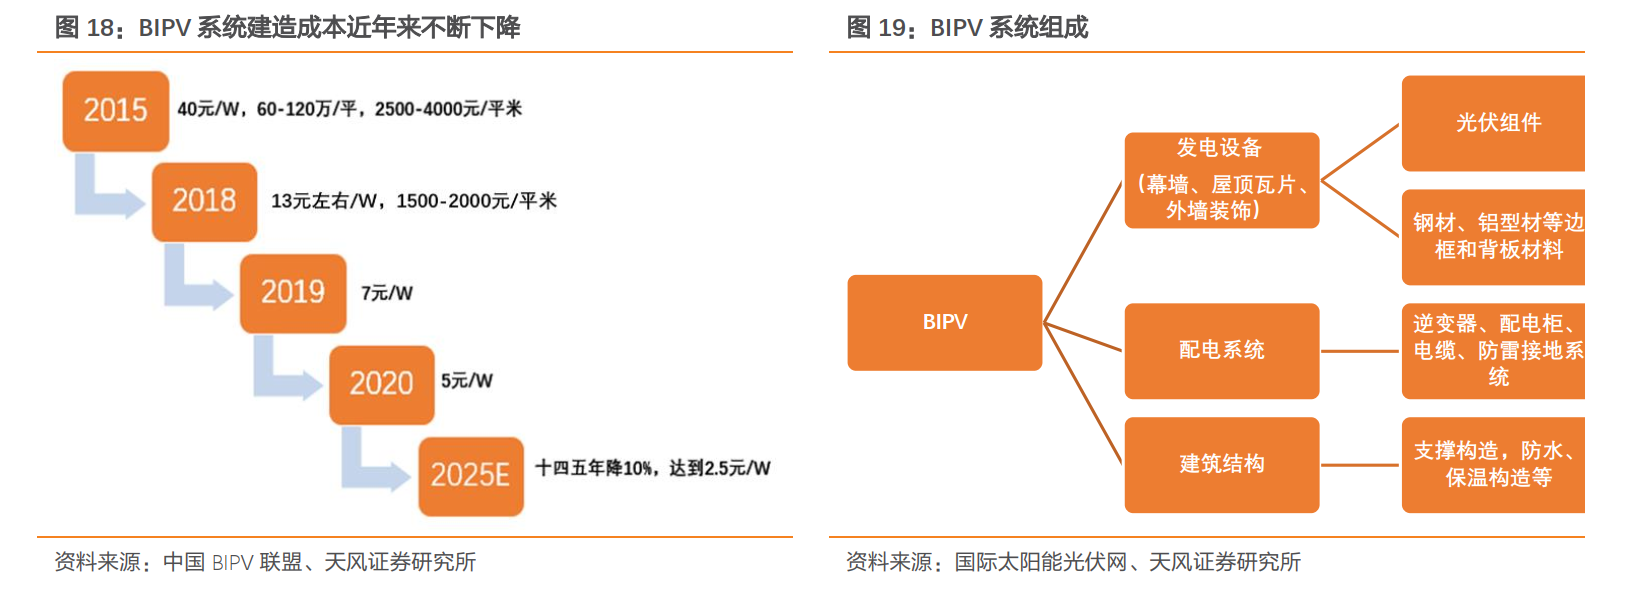 图 18：BIPV 系统建造成本近年来不断下降
2015
40元/W，60-120万/平，2500-4000元/平米
2018
13元左右/W，1500-2000元/平米
2019
7元/W
2020
5元/W
2025E
十四五年降10%，达到2.5元/W
资料来源：中国 BIPV 联盟、天风证券研究所
图 19：BIPV 系统组成
BIPV
发电设备
（幕墙、屋顶瓦片、
外墙装饰）
光伏组件
钢材、铝型材等边
框和背板材料
配电系统
逆变器、配电柜、
电缆、防雷接地系
统
建筑结构
支撑构造，防水、
保温构造等
资料来源：国际太阳能光伏网、天风证券研究所